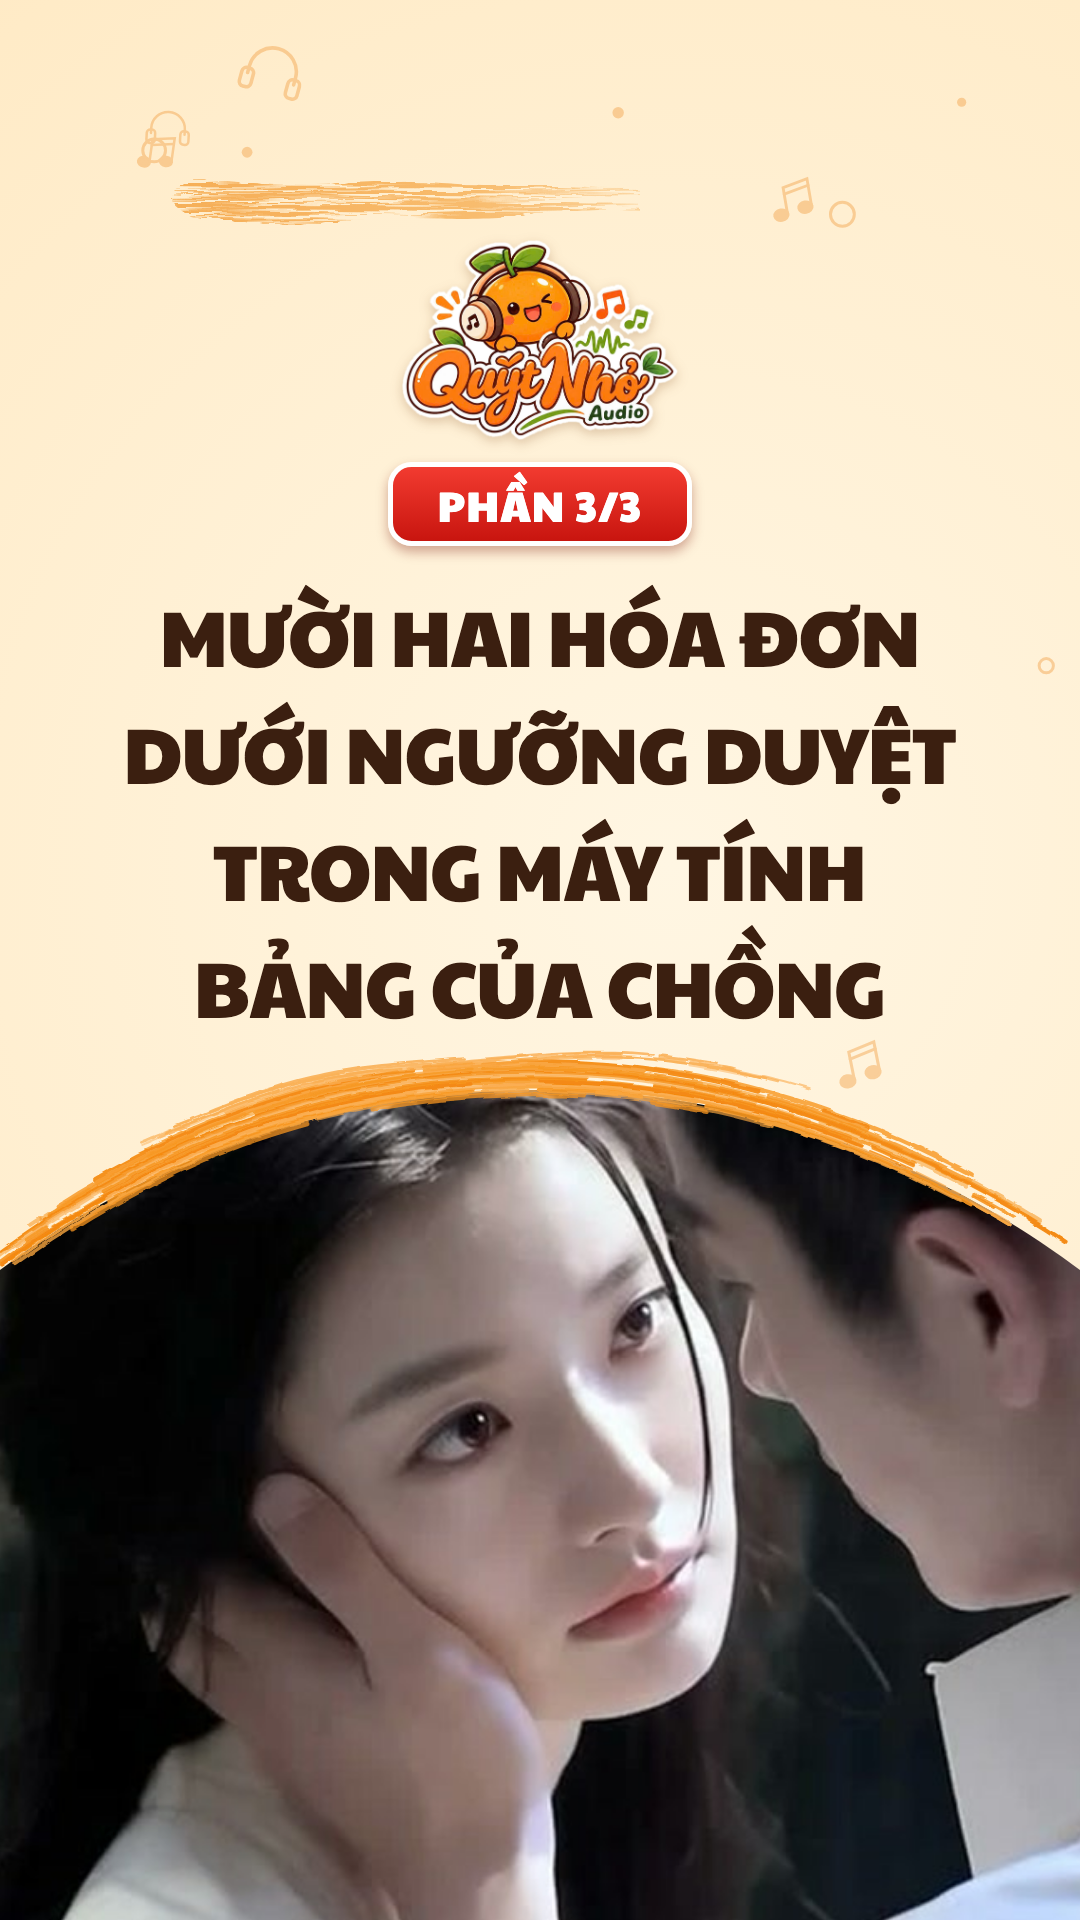 Quýt Nhỏ
Audio
PHẦN 3/3
MƯỜI HAI HÓA ĐƠN
DƯỚI NGƯỠNG DUYỆT
TRONG MÁY TÍNH
BẢNG CỦA CHỒNG